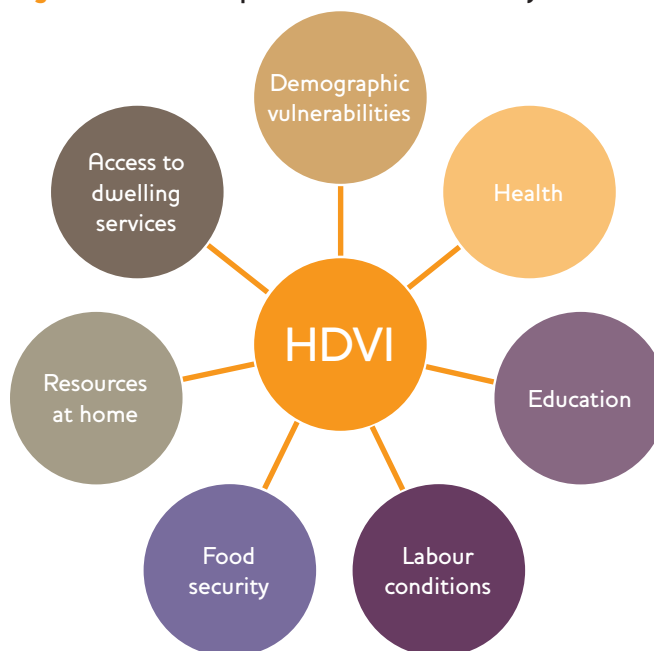 Demographic
vulnerabilities
Health
Education
Labour
conditions
Food
security
Resources
at home
Access to
dwelling
services
HDVI